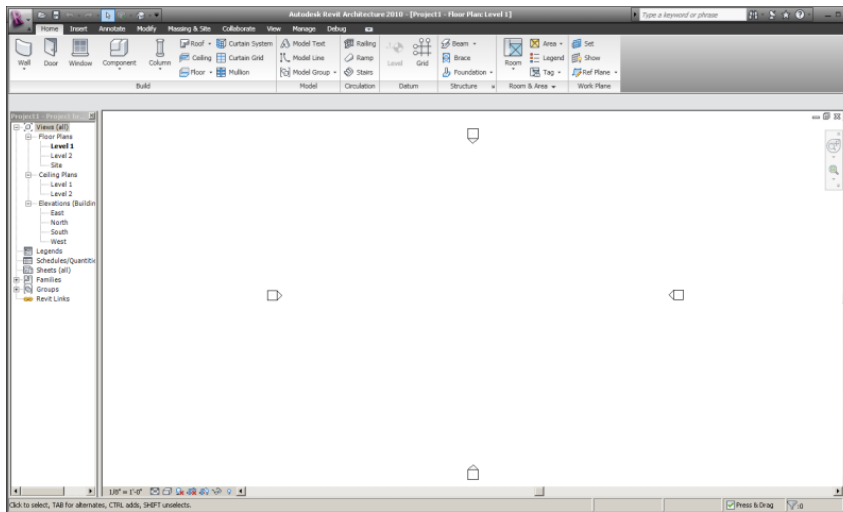 Autodesk Revit Architecture 2010 - [Project1 - Floor Plan: Level 1]
Type a keyword or phrase
Home Insert Annotate Modify Massing & Site Collaborate View Manage Debug
Wall Door Window Component Column
Roof Curtain System
Ceiling Curtain Grid
Floor Mullion
Build
Model Text
Model Line
Model Group
Model
Railing
Ramp
Stairs
Circulation
Level Grid
Datum
Beam
Brace
Foundation
Structure
Room
Area
Legend
Tag
Room & Area
Set
Show
Ref Plane
Work Plane
Views (all)
Floor Plans
Level 1
Level 2
Site
Ceiling Plans
Level 1
Level 2
Elevations (Buildin
East
North
South
West
Legends
Schedules/Quantitie
Sheets (all)
Families
Groups
Revit Links
1/8" = 1'-0"
Click to select, TAB for alternates, CTRL adds, SHIFT unselects.
Press & Drag
:0